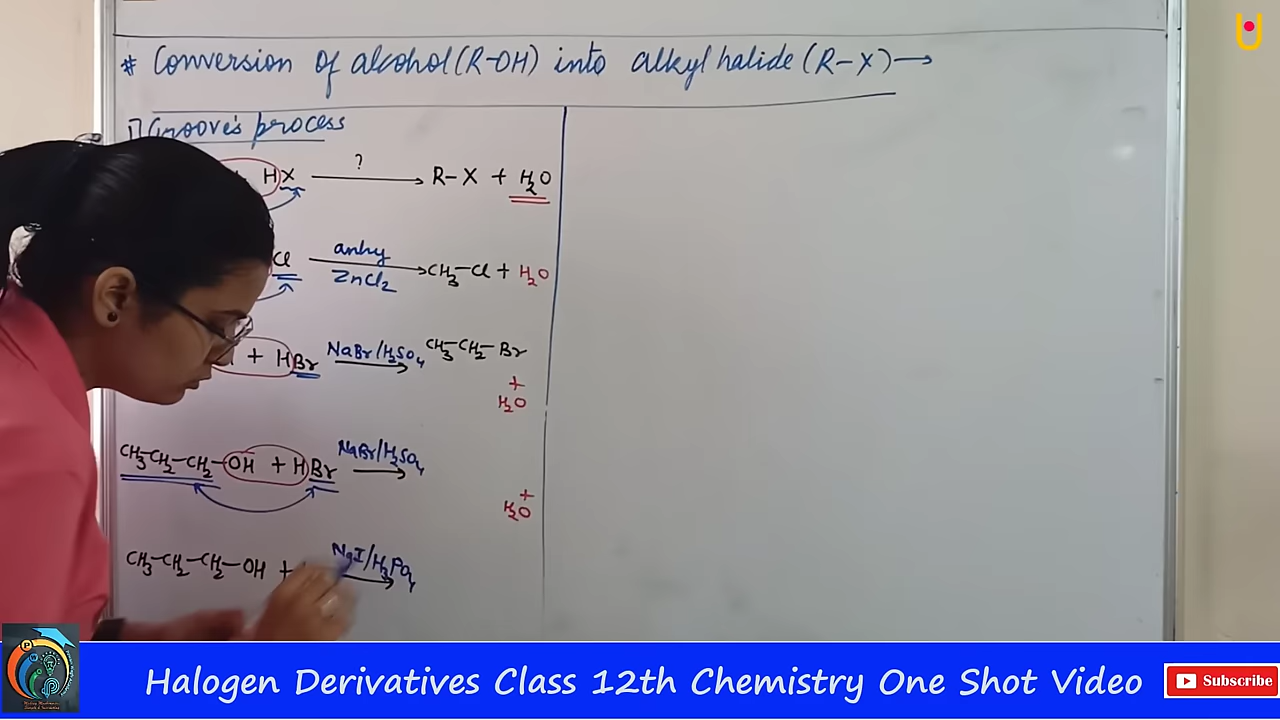 # Conversion of alcohol (R-OH) into alkyl halide (R-X) →
1] Groove's process
+ HX ? → R-X + H2O
Cl anhy ZnCl2 → CH3-Cl + H2O
+ HBr NaBr/H2SO4 → CH3-CH2-Br
+
H2O
CH3-CH2-CH2-OH + HBr NaBr/H2SO4 →
+
H2O
CH3-CH2-CH2-OH + NaI/H3PO4 →
Halogen Derivatives Class 12th Chemistry One Shot Video
Subscribe